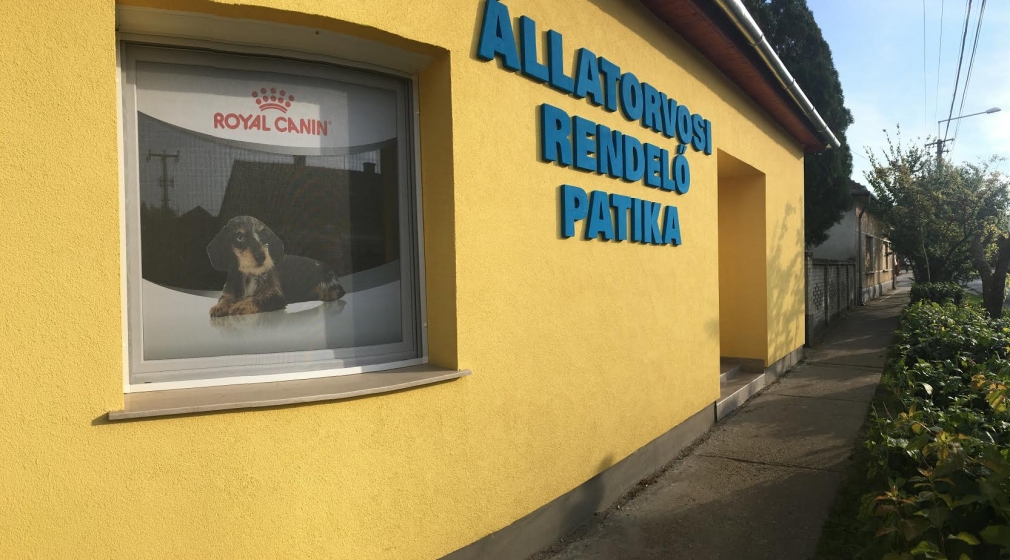 ROYAL CANIN
ÁLLATORVOSI
RENDELŐ
PATIKA